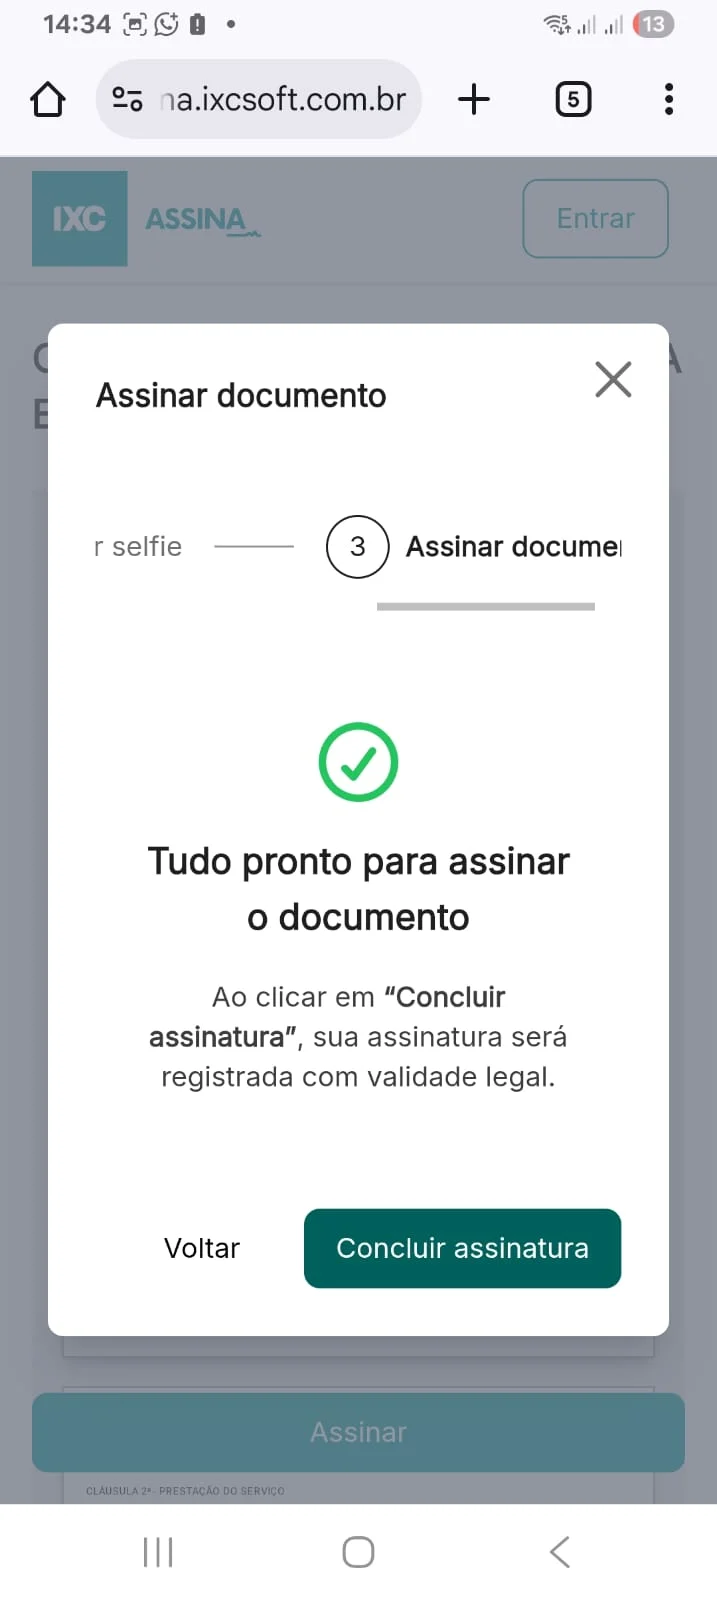 14:34
13
na.ixcsoft.com.br
5
IXC ASSINA
Entrar
Assinar documento
r selfie
3 Assinar documen
Tudo pronto para assinar
o documento
Ao clicar em “Concluir
assinatura”, sua assinatura será
registrada com validade legal.
Voltar
Concluir assinatura
Assinar
CLÁUSULA 2ª- PRESTAÇÃO DO SERVIÇO